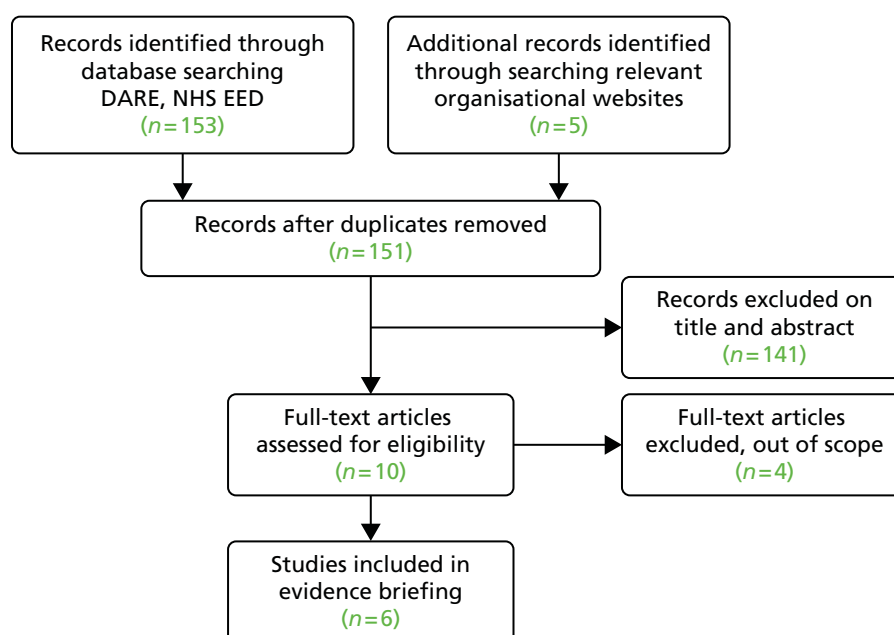 Records identified through
database searching
DARE, NHS EED
(n=153)
Additional records identified
through searching relevant
organisational websites
(n=5)
Records after duplicates removed
(n=151)
Records excluded on
title and abstract
(n=141)
Full-text articles
assessed for eligibility
(n=10)
Full-text articles
excluded, out of scope
(n=4)
Studies included in
evidence briefing
(n=6)